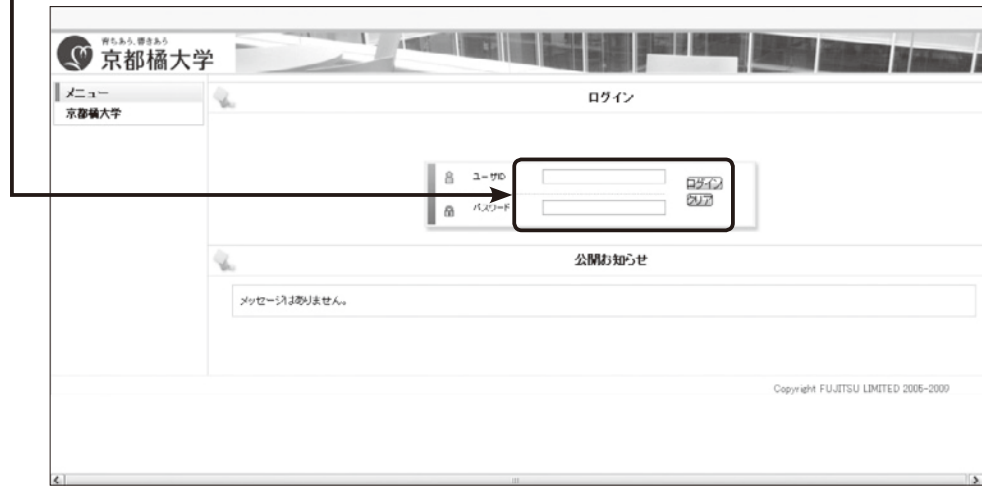 育ちあう、響きあう
京都橘大学
メニュー
京都橘大学
ログイン
ユーザID
ログイン
クリア
パスワード
公開お知らせ
メッセージはありません。
Copyright FUJITSU LIMITED 2005-2009